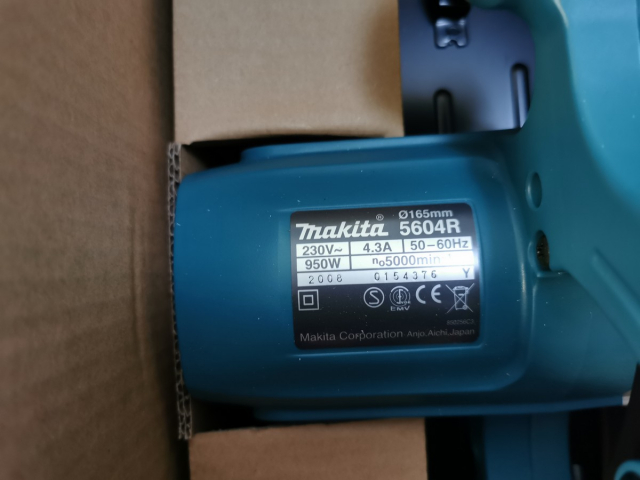 Ø165mm
makita® 5604R
230V~ 4.3A 50-60Hz
950W n₀5000min⁻¹
2008 0154376 Y
S EMV CE
Makita Corporation Anjo, Aichi, Japan